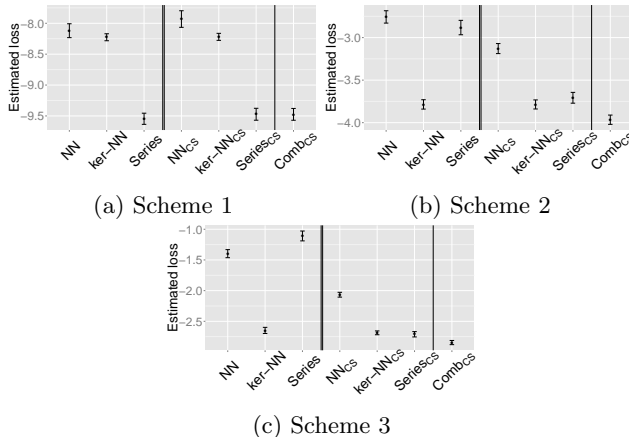 Estimated loss
−8.0
−8.5
−9.0
−9.5
NN
ker−NN
Series
NNCS
ker−NNCS
SeriesCS
CombCS
(a) Scheme 1
Estimated loss
−3.0
−3.5
−4.0
NN
ker−NN
Series
NNCS
ker−NNCS
SeriesCS
CombCS
(b) Scheme 2
Estimated loss
−1.0
−1.5
−2.0
−2.5
NN
ker−NN
Series
NNCS
ker−NNCS
SeriesCS
CombCS
(c) Scheme 3